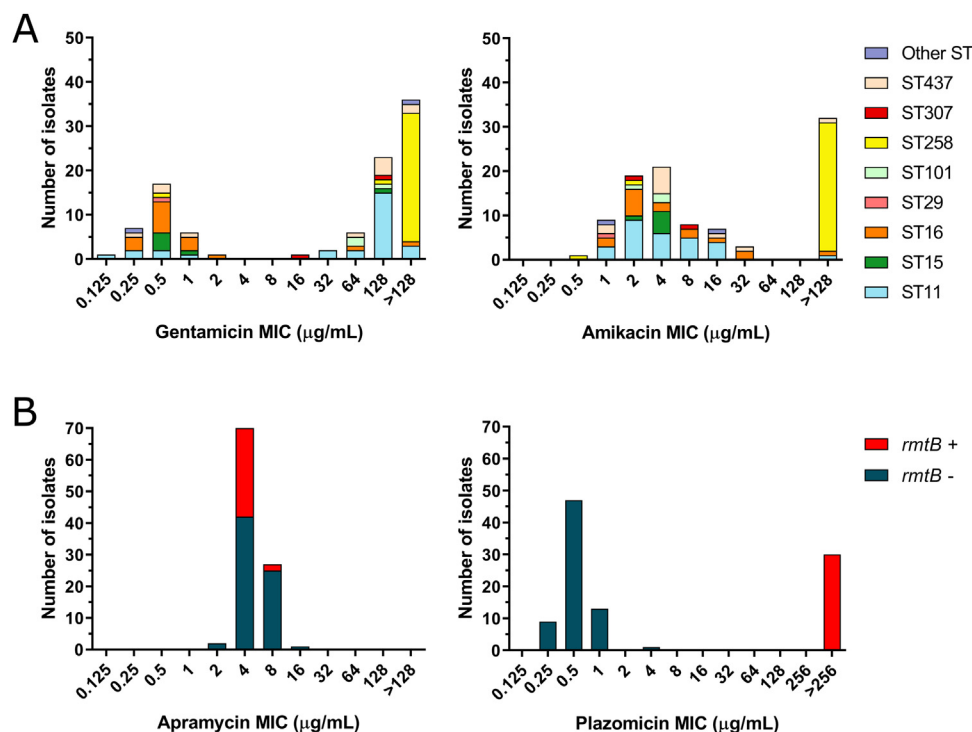 A
Number of isolates
50
40
30
20
10
0
0.125 0.25 0.5 1 2 4 8 16 32 64 128 >128
Gentamicin MIC (μg/mL)
Number of isolates
50
40
30
20
10
0
0.125 0.25 0.5 1 2 4 8 16 32 64 128 >128
Amikacin MIC (μg/mL)
Other ST
ST437
ST307
ST258
ST101
ST29
ST16
ST15
ST11
B
Number of isolates
70
60
50
40
30
20
10
0
0.125 0.25 0.5 1 2 4 8 16 32 64 128 >128
Apramycin MIC (μg/mL)
Number of isolates
70
60
50
40
30
20
10
0
0.125 0.25 0.5 1 2 4 8 16 32 64 128 256 >256
Plazomicin MIC (μg/mL)
rmtB +
rmtB -